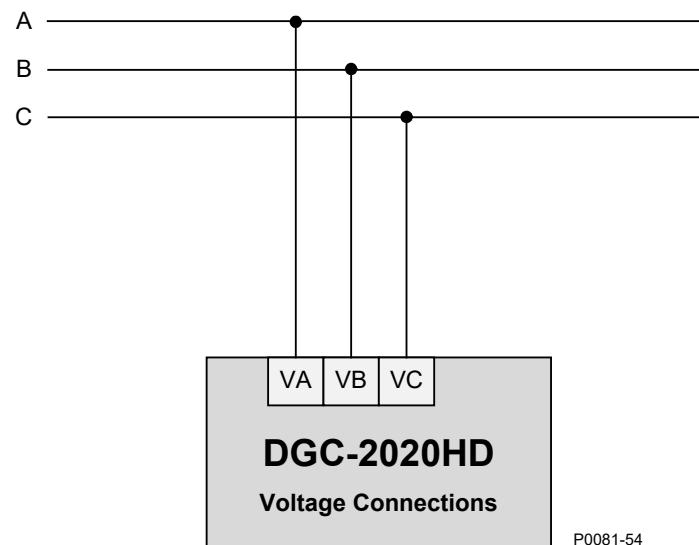 A
B
C
VA VB VC
DGC-2020HD
Voltage Connections
P0081-54